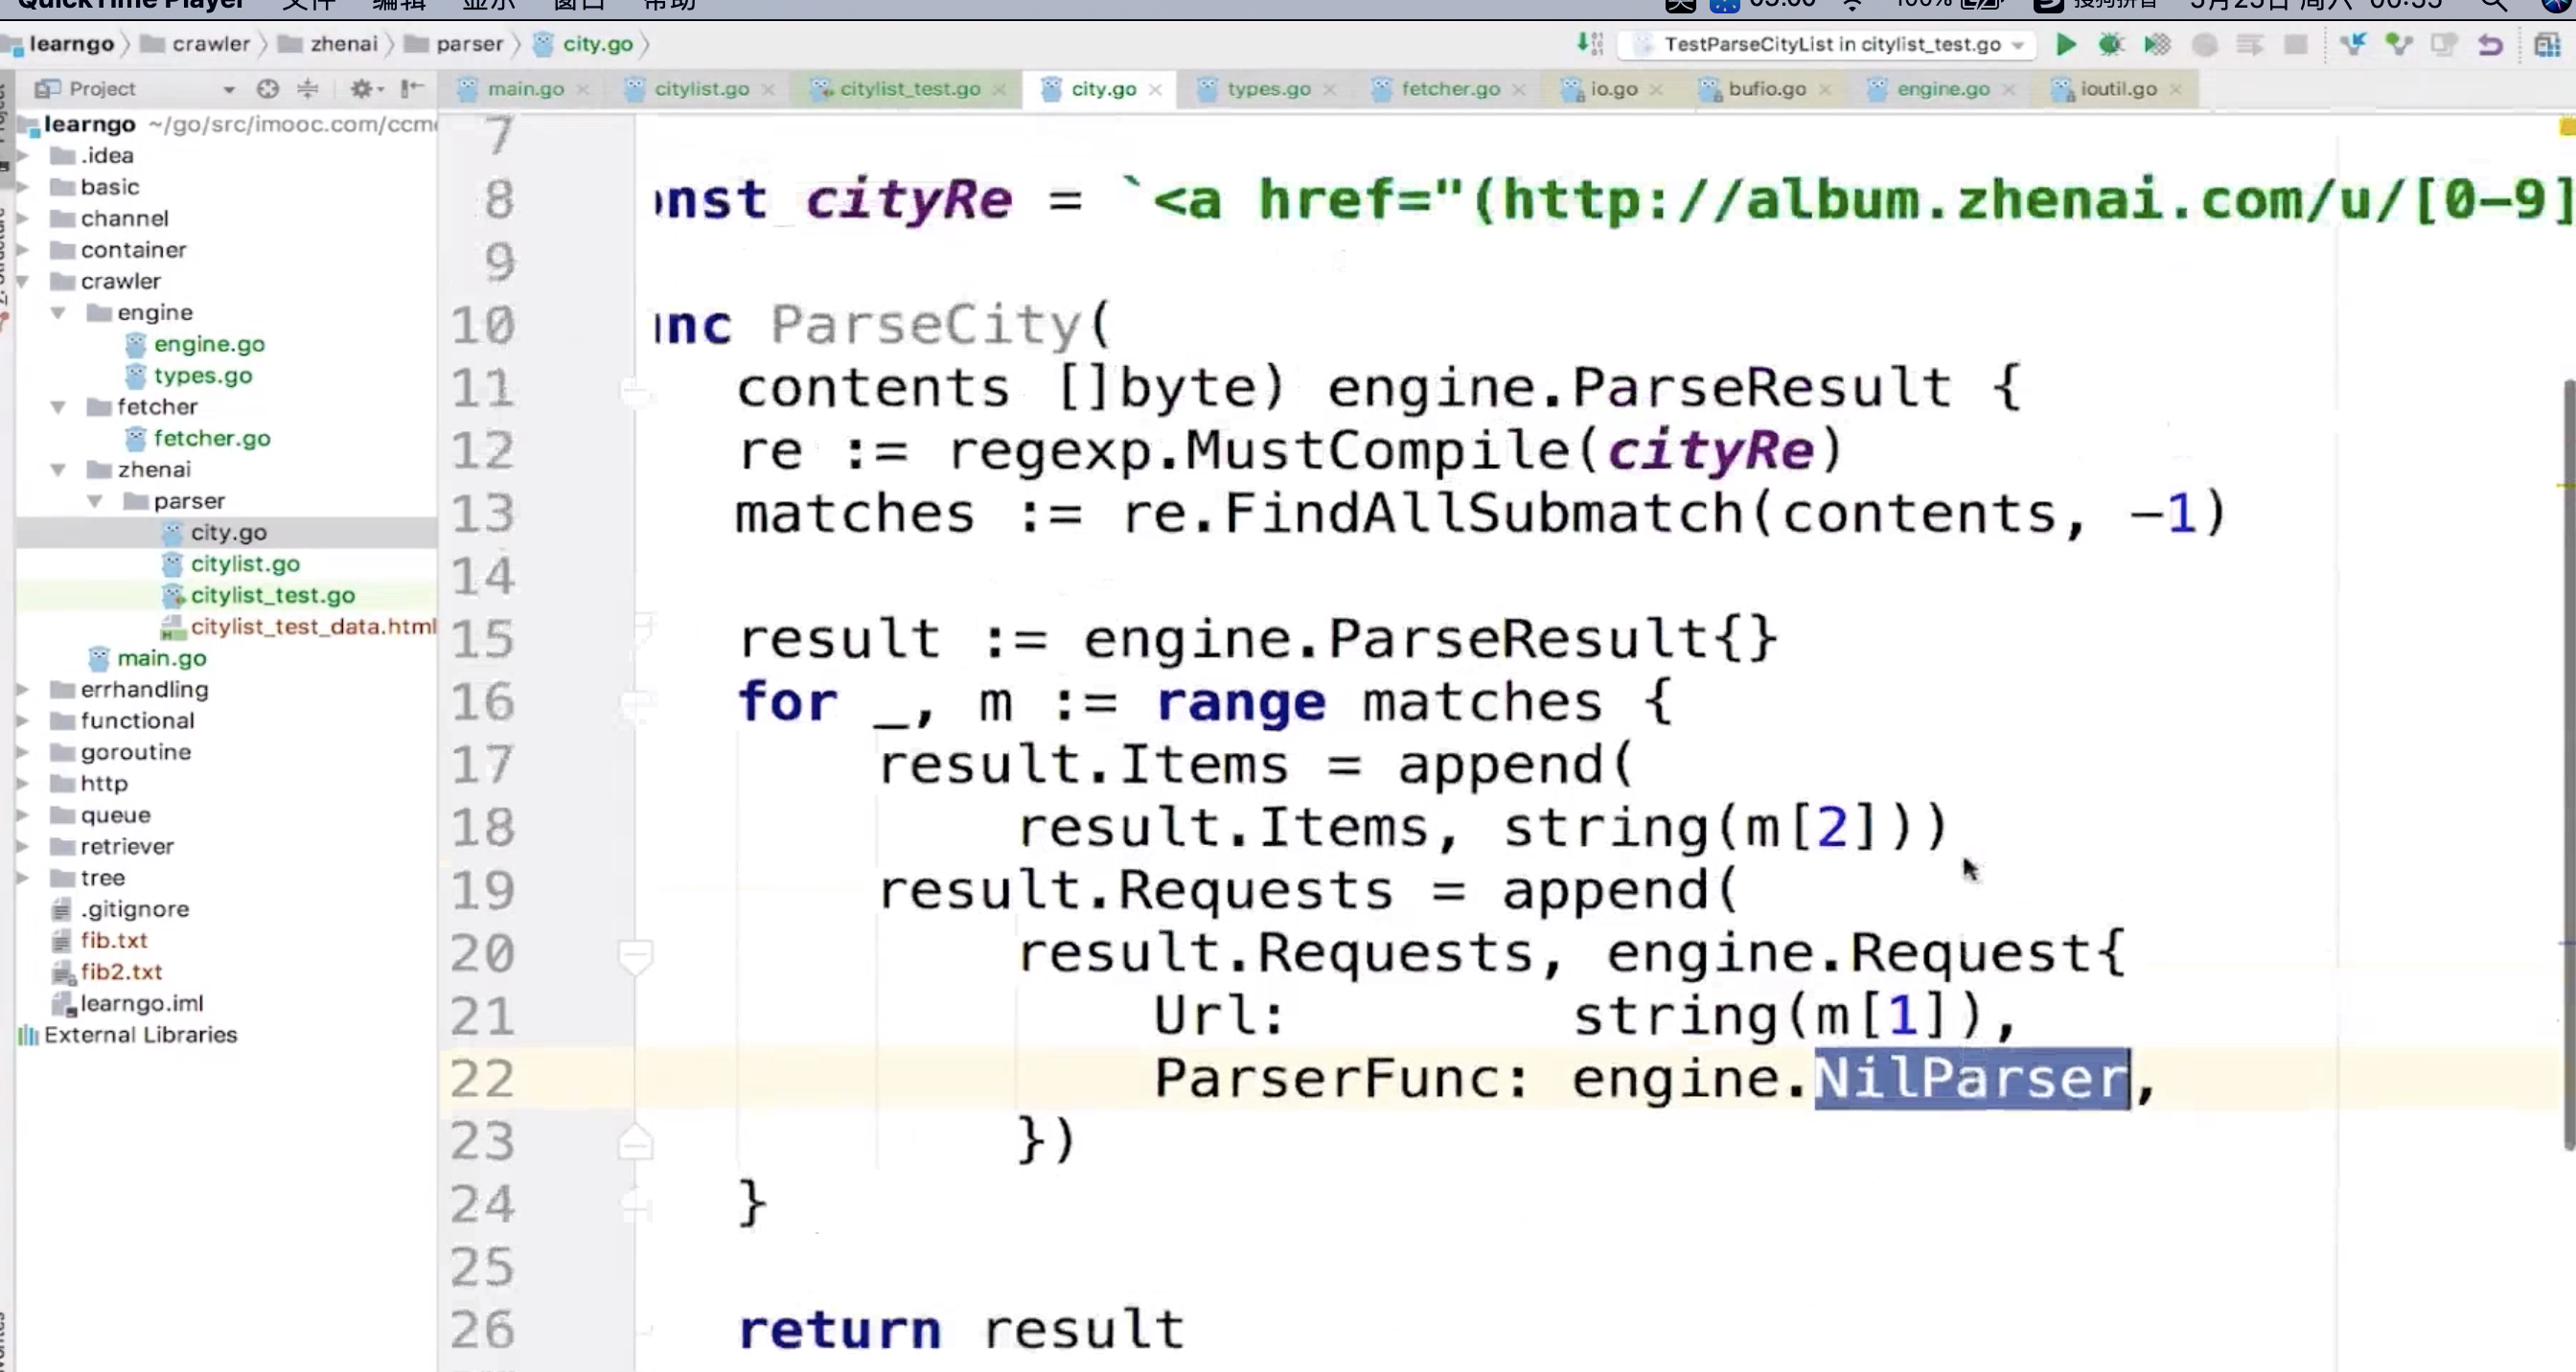 QuickTime Player 文件 编辑 显示 窗口 帮助 100% 搜狗拼音
learngo crawler zhenai parser city.go TestParseCityList in citylist_test.go
Project main.go citylist.go citylist_test.go city.go types.go fetcher.go io.go bufio.go engine.go ioutil.go
learngo ~/go/src/imooc.com/ccm
.idea
basic
channel
container
crawler
engine
engine.go
types.go
fetcher
fetcher.go
zhenai
parser
city.go
citylist.go
citylist_test.go
citylist_test_data.html
main.go
errhandling
functional
goroutine
http
queue
retriever
tree
.gitignore
fib.txt
fib2.txt
learngo.iml
External Libraries
7
8 onst cityRe = `<a href="(http://album.zhenai.com/u/[0-9]
9
10 unc ParseCity(
11 contents []byte) engine.ParseResult {
12 re := regexp.MustCompile(cityRe)
13 matches := re.FindAllSubmatch(contents, -1)
14
15 result := engine.ParseResult{}
16 for _, m := range matches {
17 result.Items = append(
18 result.Items, string(m[2]))
19 result.Requests = append(
20 result.Requests, engine.Request{
21 Url: string(m[1]),
22 ParserFunc: engine.NilParser,
23 })
24 }
25
26 return result